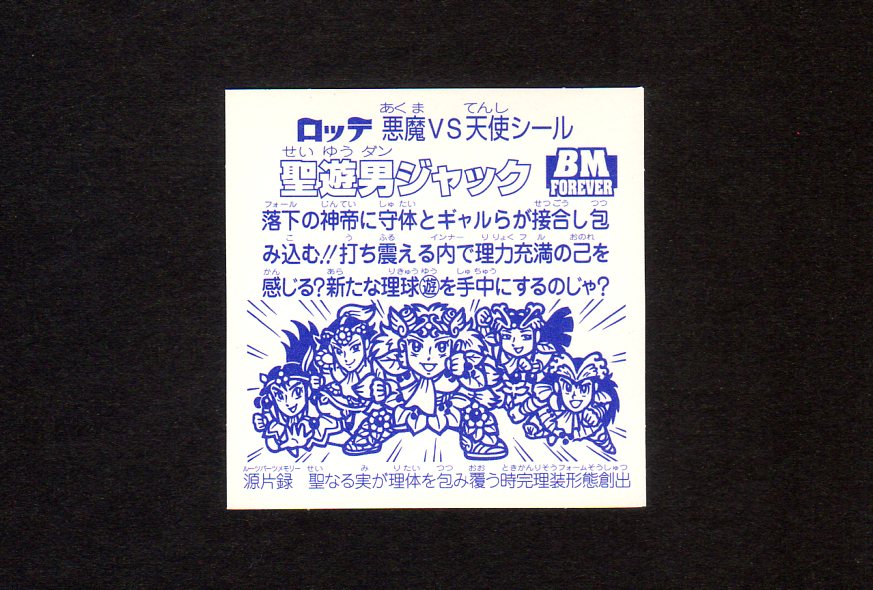 あくま てんし
ロッテ 悪魔VS天使シール
せい ゆう ダン
聖遊男ジャック
BM
FOREVER
フォール じんてい しゅ たい せつごう つつ
落下の神帝に守体とギャルらが接合し包
こ う ふる インナー り りょく フ ル おのれ
み込む!!打ち震える内で理力充満の己を
かん あら りきゅう ゆう しゅ ちゅう
感じる?新たな理球遊を手中にするのじゃ?
ルーツパーツメモリー せい み りたい つつ おお ときかんりそうフォームそうしゅつ
源片録 聖なる実が理体を包み覆う時完理装形態創出